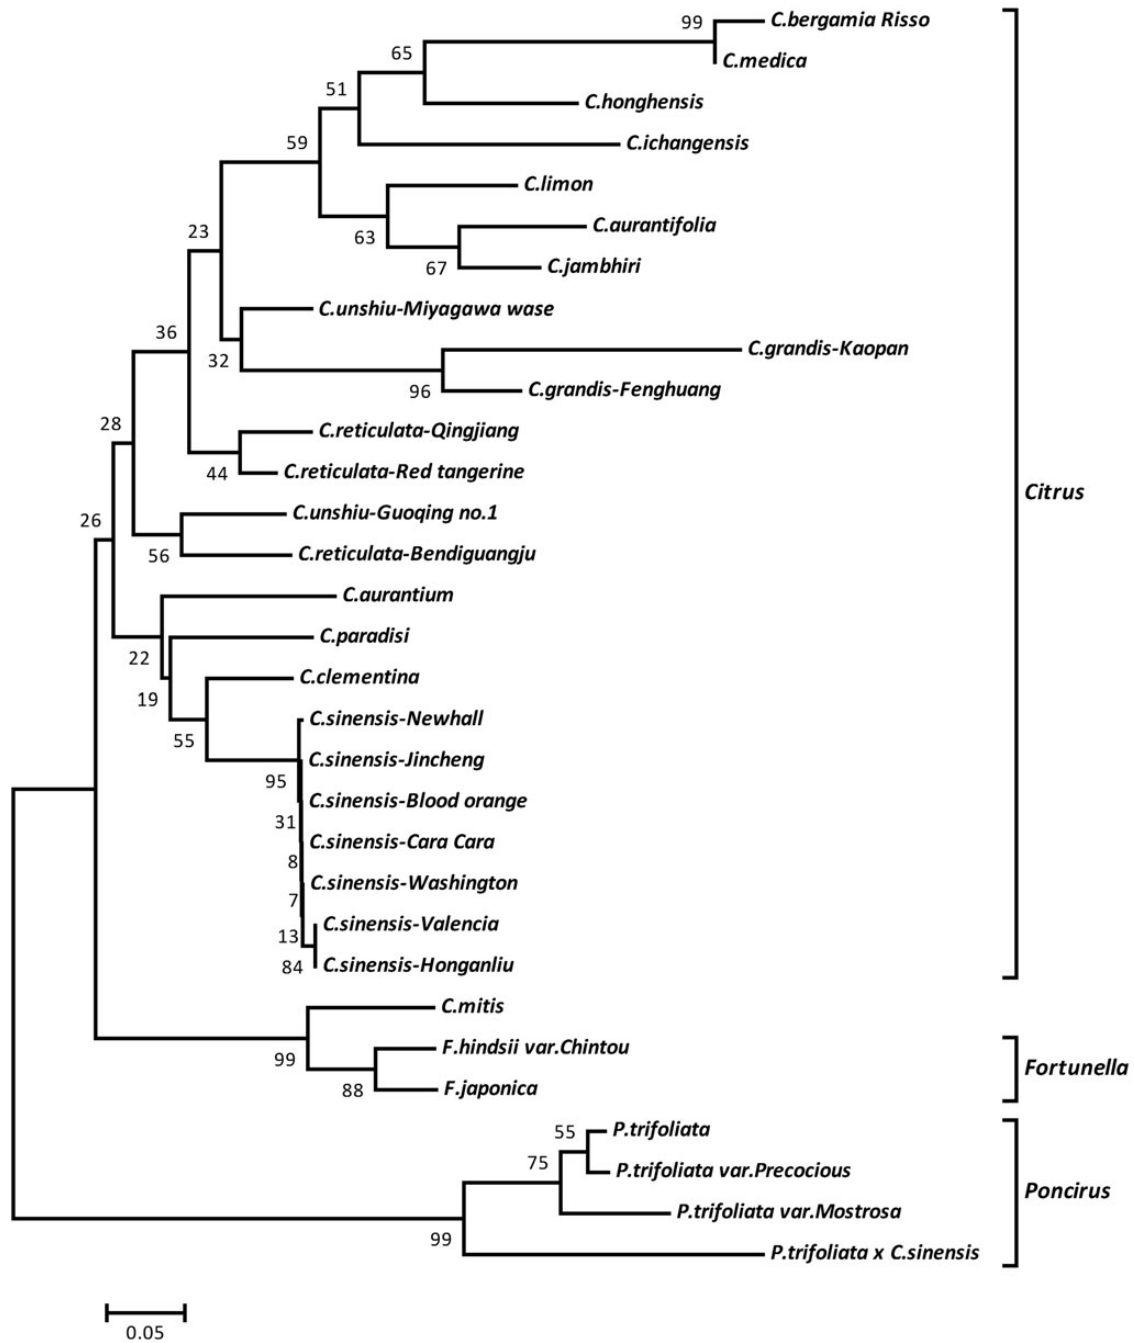 99
C.bergamia Risso
65
C.medica
51
C.honghensis
59
C.ichangensis
C.limon
23
C.aurantifolia
63
67
C.jambhiri
36
C.unshiu-Miyagawa wase
32
C.grandis-Kaopan
96
C.grandis-Fenghuang
28
C.reticulata-Qingjiang
44
C.reticulata-Red tangerine
Citrus
26
C.unshiu-Guoqing no.1
56
C.reticulata-Bendiguangju
C.aurantium
22
C.paradisi
19
C.clementina
55
C.sinensis-Newhall
95
C.sinensis-Jincheng
31
C.sinensis-Blood orange
8
C.sinensis-Cara Cara
7
C.sinensis-Washington
13
C.sinensis-Valencia
84
C.sinensis-Honganliu
C.mitis
99
F.hindsii var.Chintou
Fortunella
88
F.japonica
55
P.trifoliata
75
P.trifoliata var.Precocious
Poncirus
P.trifoliata var.Mostrosa
99
P.trifoliata x C.sinensis
0.05